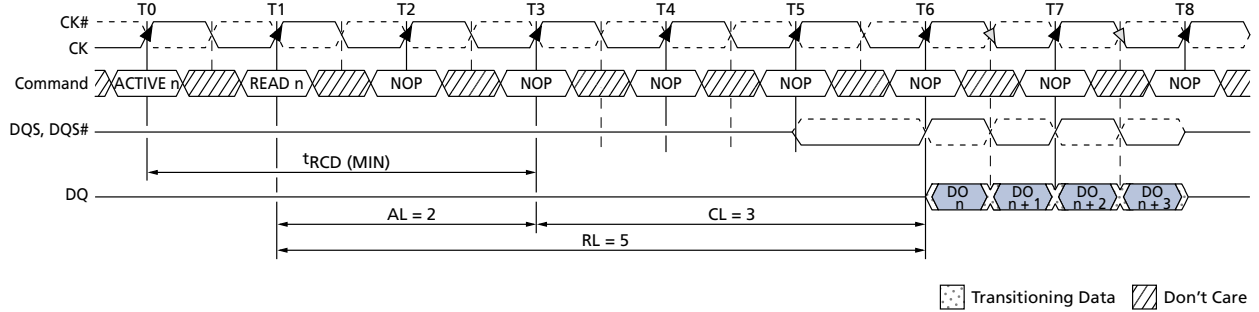 T0 T1 T2 T3 T4 T5 T6 T7 T8
CK#
CK
Command ACTIVE n READ n NOP NOP NOP NOP NOP NOP NOP
DQS, DQS#
tRCD (MIN)
DQ DO n DO n + 1 DO n + 2 DO n + 3
AL = 2 CL = 3
RL = 5
Transitioning Data Don't Care